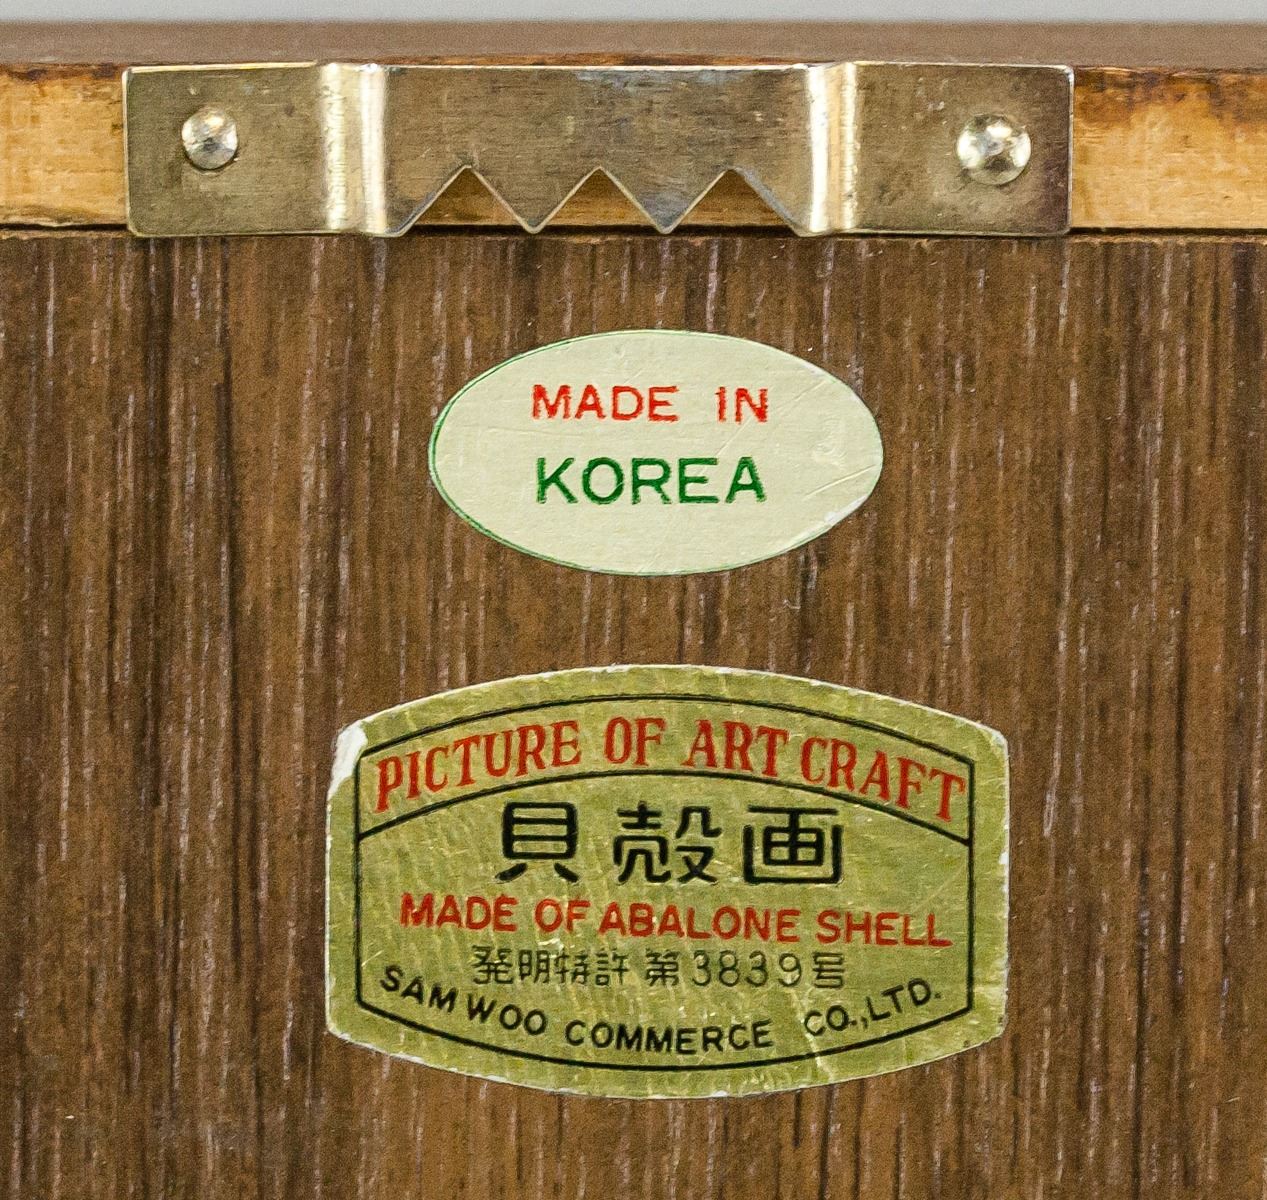 MADE IN
KOREA
PICTURE OF ART CRAFT
貝殻画
MADE OF ABALONE SHELL
発明特許 第3839号
SAM WOO COMMERCE CO.,LTD.